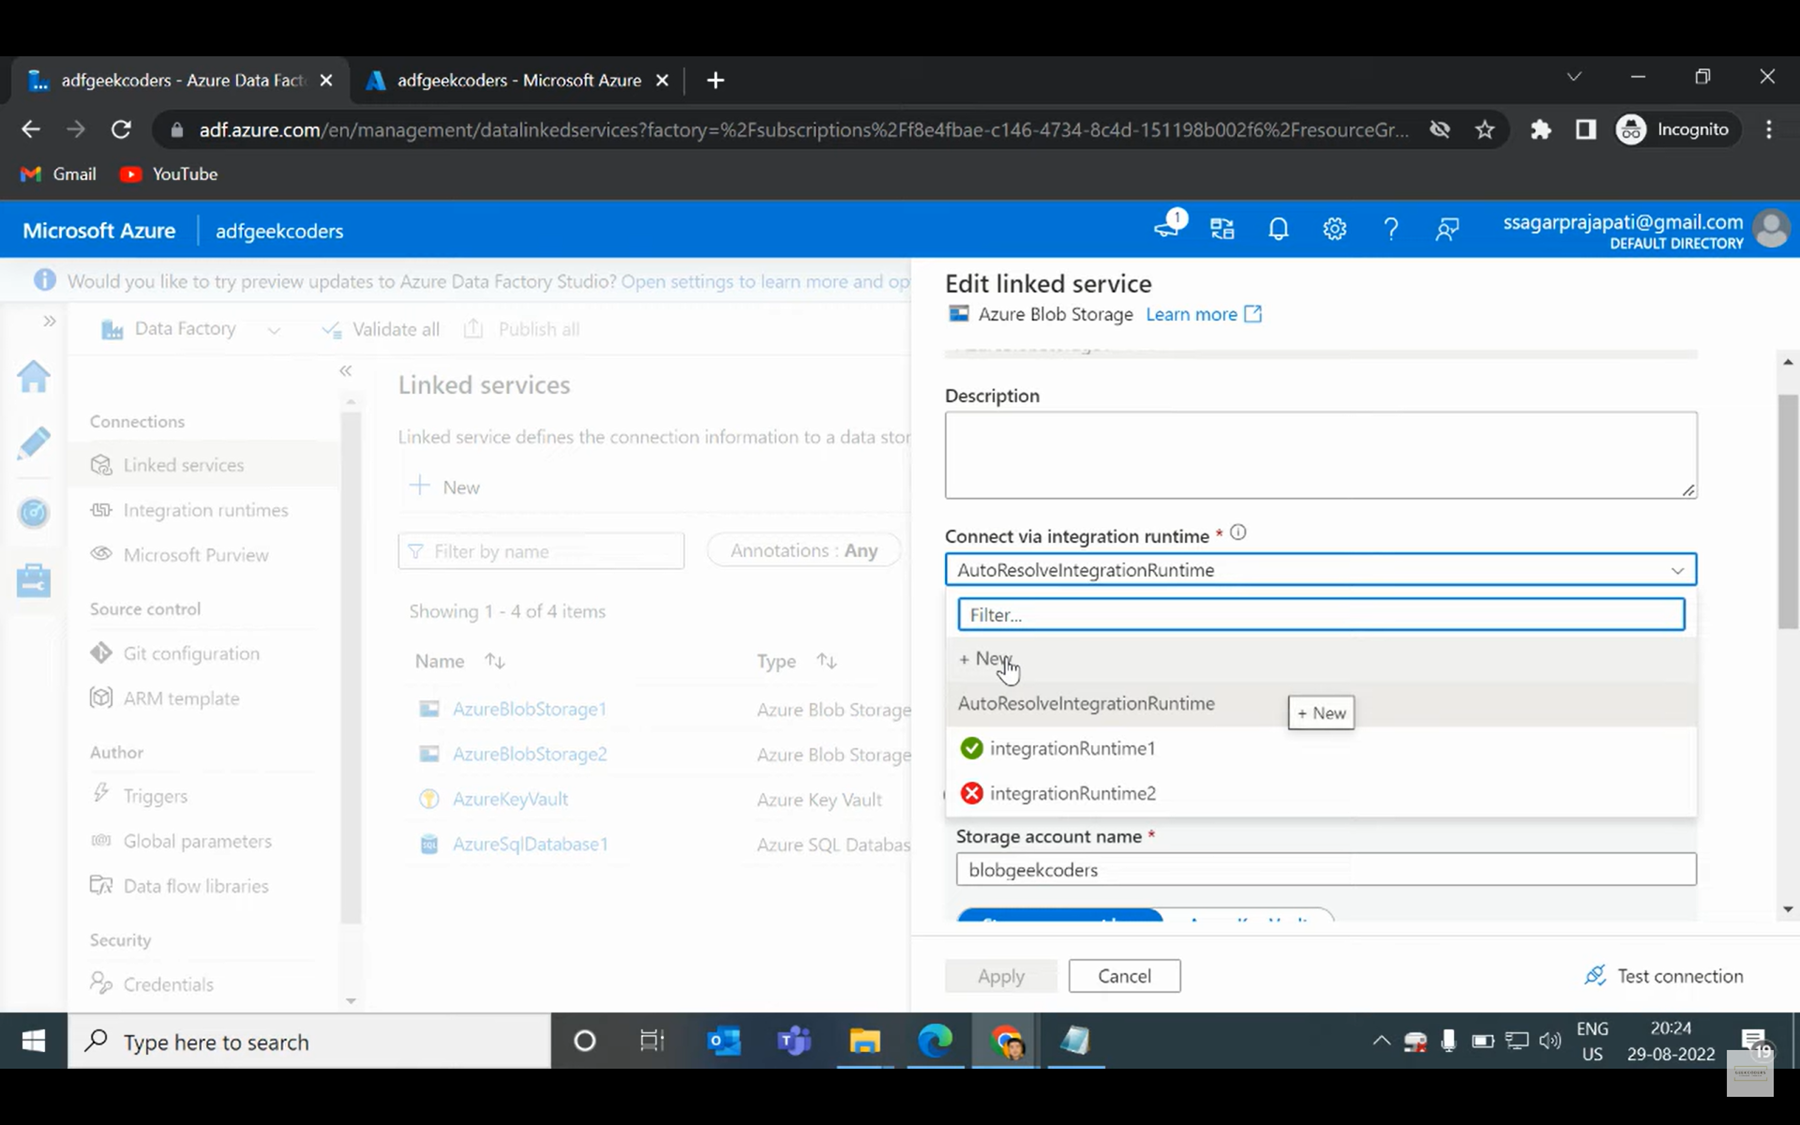 adfgeekcoders - Azure Data Fact
adfgeekcoders - Microsoft Azure
adf.azure.com/en/management/datalinkedservices?factory=%2Fsubscriptions%2Ff8e4fbae-c146-4734-8c4d-151198b002f6%2FresourceGr...
Incognito
Gmail
YouTube
Microsoft Azure
adfgeekcoders
1
ssagarprajapati@gmail.com
DEFAULT DIRECTORY
Would you like to try preview updates to Azure Data Factory Studio? Open settings to learn more and op
Data Factory
Validate all
Publish all
Connections
Linked services
Integration runtimes
Microsoft Purview
Source control
Git configuration
ARM template
Author
Triggers
Global parameters
Data flow libraries
Security
Credentials
Linked services
Linked service defines the connection information to a data stor
New
Filter by name
Annotations : Any
Showing 1 - 4 of 4 items
Name
Type
AzureBlobStorage1
Azure Blob Storage
AzureBlobStorage2
Azure Blob Storage
AzureKeyVault
Azure Key Vault
AzureSqlDatabase1
Azure SQL Databas
Edit linked service
Azure Blob Storage
Learn more
Description
Connect via integration runtime *
AutoResolveIntegrationRuntime
Filter...
+ New
AutoResolveIntegrationRuntime
+ New
integrationRuntime1
integrationRuntime2
Storage account name *
blobgeekcoders
Apply
Cancel
Test connection
Type here to search
ENG
US
20:24
29-08-2022
19